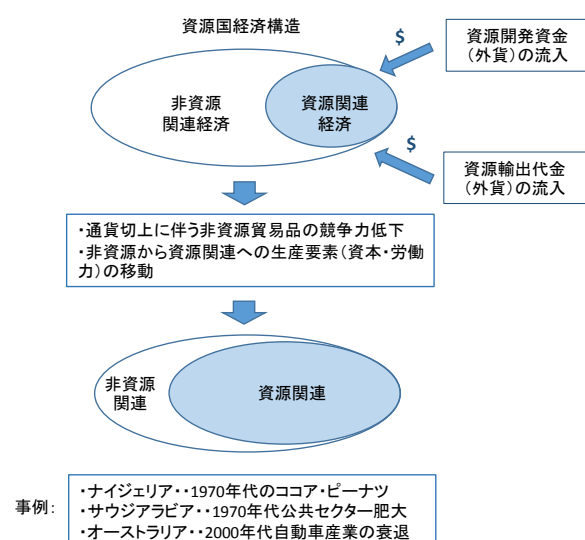 資源国経済構造
$
資源開発資金
(外貨)の流入
非資源
関連経済
資源関連
経済
$
資源輸出代金
(外貨)の流入
・通貨切上に伴う非資源貿易品の競争力低下
・非資源から資源関連への生産要素(資本・労働
力)の移動
非資源
関連
資源関連
事例:
・ナイジェリア・・1970年代のココア・ピーナツ
・サウジアラビア・・1970年代公共セクター肥大
・オーストラリア・・2000年代自動車産業の衰退